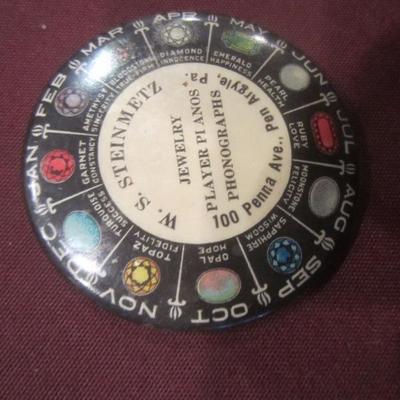 W. S. STEINMETZ
JEWELRY
PLAYER PIANOS
PHONOGRAPHS
100 Penna Ave., Pen Argyle, Pa.
JAN
GARNET
CONSTANCY
FEB
AMETHYST
SINCERITY
MAR
BLOODSTONE
APR
DIAMOND
INNOCENCE
MAY
EMERALD
HAPPINESS
JUN
PEARL
HEALTH
JUL
RUBY
LOVE
AUG
MOONSTONE
FELICITY
SEP
SAPPHIRE
WISDOM
OCT
OPAL
HOPE
NOV
TOPAZ
FIDELITY
DEC
TURQUOISE
SUCCESS